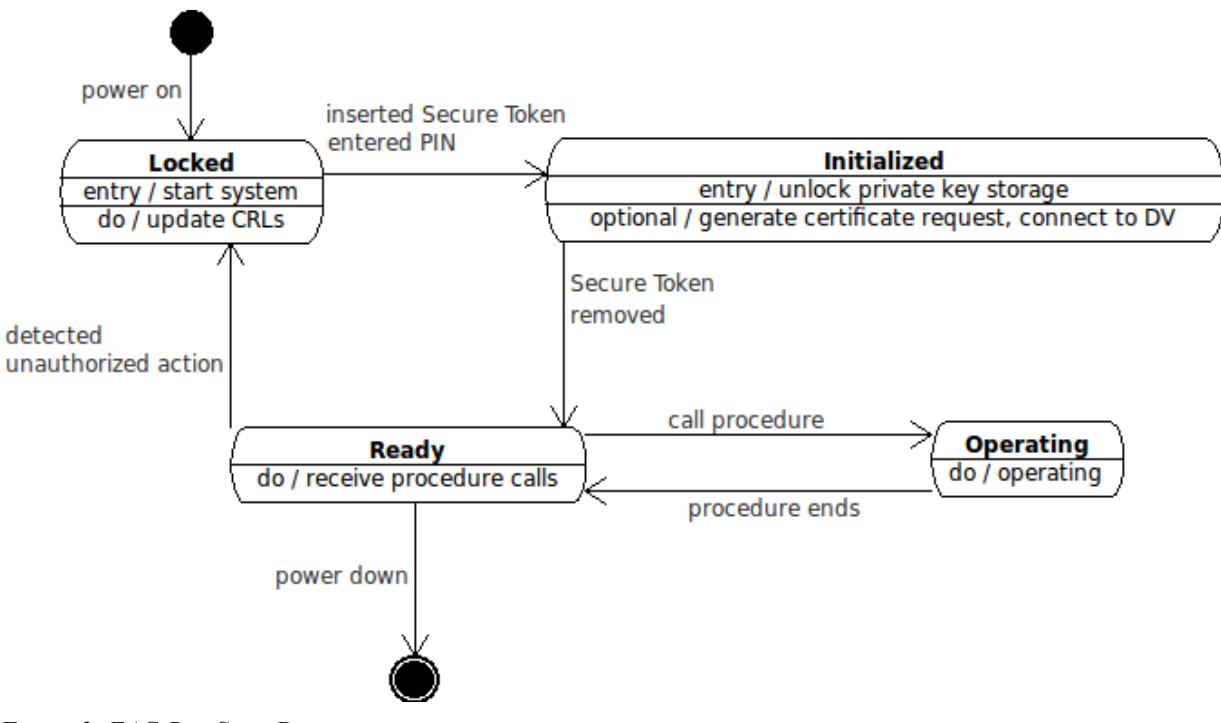 power on
inserted Secure Token
entered PIN
Locked
entry / start system
do / update CRLs
Initialized
entry / unlock private key storage
optional / generate certificate request, connect to DV
Secure Token
removed
detected
unauthorized action
call procedure
Ready
do / receive procedure calls
Operating
do / operating
procedure ends
power down